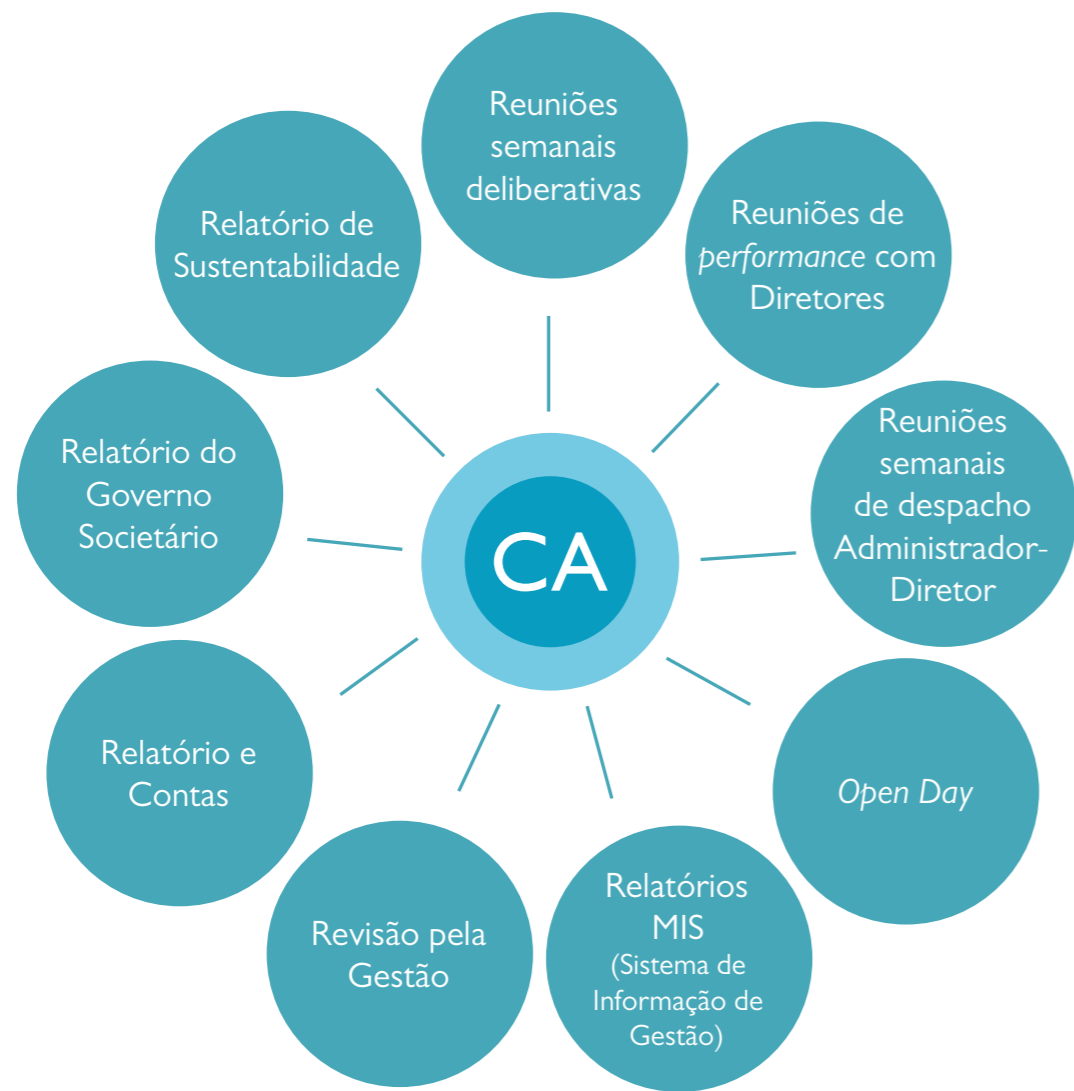 Reuniões
semanais
deliberativas
Reuniões de
performance com
Diretores
Reuniões
semanais
de despacho
Administrador-
Diretor
Open Day
Relatórios
MIS
(Sistema de
Informação de
Gestão)
Revisão pela
Gestão
Relatório e
Contas
Relatório do
Governo
Societário
Relatório de
Sustentabilidade
CA